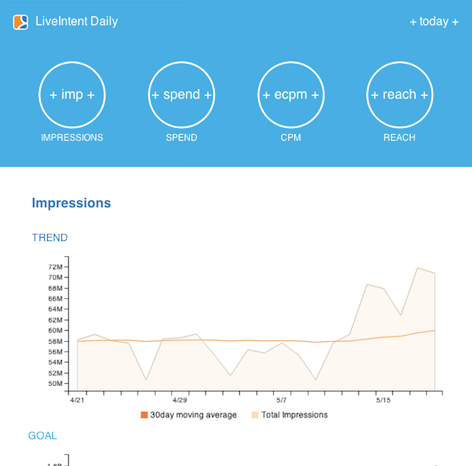 LiveIntent Daily
+ today +
+ imp +
+ spend +
+ ecpm +
+ reach +
IMPRESSIONS
SPEND
CPM
REACH
Impressions
TREND
72M
70M
68M
66M
64M
62M
60M
58M
56M
54M
52M
50M
4/21
4/29
5/7
5/15
30day moving average
Total Impressions
GOAL